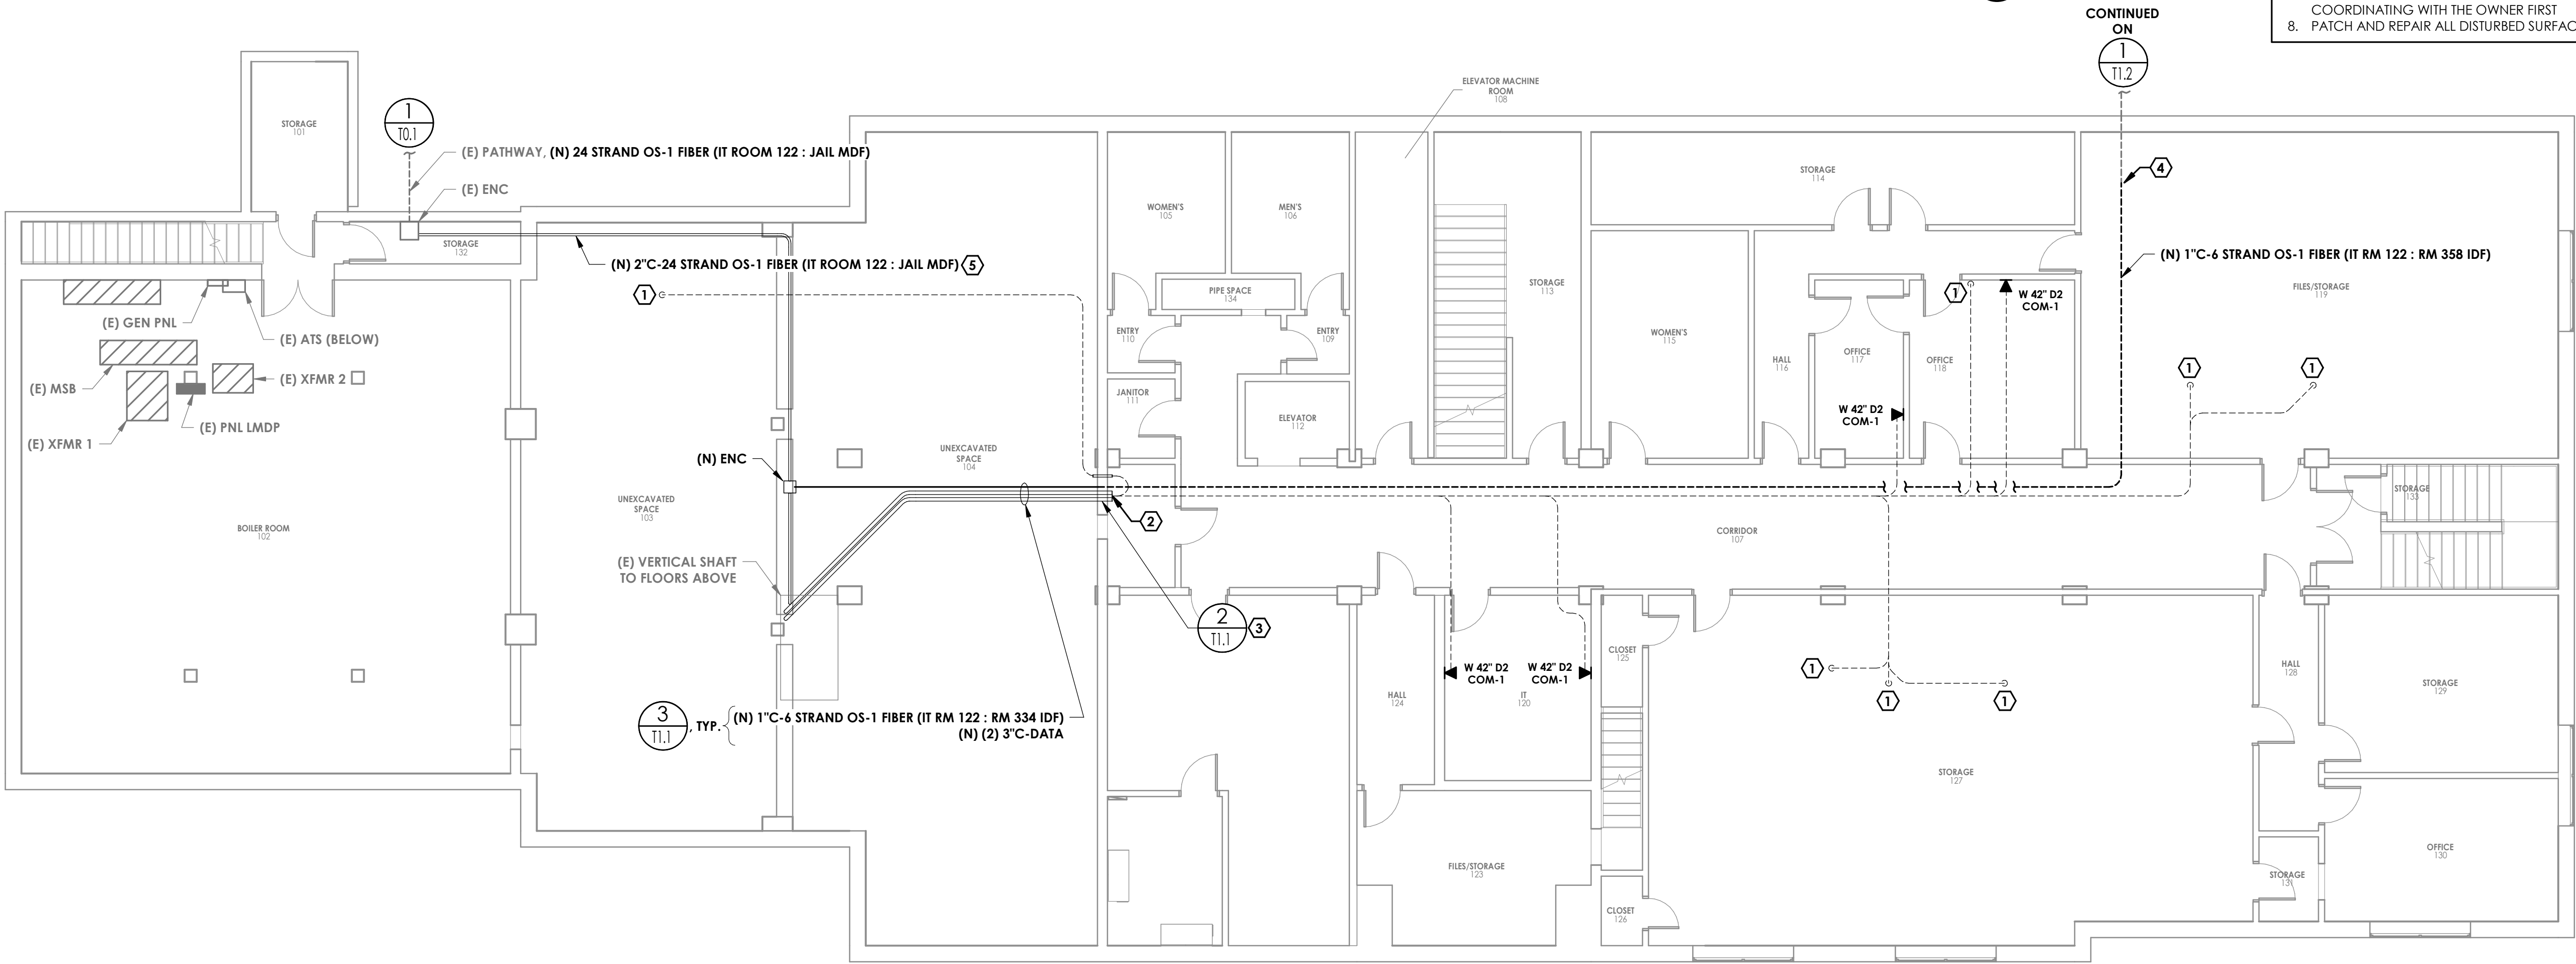 COORDINATING WITH THE OWNER FIRST
8. PATCH AND REPAIR ALL DISTURBED SURFAC
CONTINUED
ON
1
T1.2
ELEVATOR MACHINE
ROOM
108
STORAGE
101
1
T0.1
(E) PATHWAY, (N) 24 STRAND OS-1 FIBER (IT ROOM 122 : JAIL MDF)
(E) ENC
STORAGE
132
WOMEN'S
105
MEN'S
106
STORAGE
114
4
(N) 2"C-24 STRAND OS-1 FIBER (IT ROOM 122 : JAIL MDF)
5
(N) 1"C-6 STRAND OS-1 FIBER (IT RM 122 : RM 358 IDF)
1
PIPE SPACE
134
STORAGE
113
1
W 42" D2
COM-1
FILES/STORAGE
119
(E) GEN PNL
(E) ATS (BELOW)
ENTRY
110
ENTRY
109
WOMEN'S
115
HALL
116
OFFICE
117
OFFICE
118
1
1
(E) MSB
(E) XFMR 2
JANITOR
111
ELEVATOR
112
W 42" D2
COM-1
(E) PNL LMDP
(E) XFMR 1
(N) ENC
UNEXCAVATED
SPACE
104
STORAGE
133
UNEXCAVATED
SPACE
103
2
BOILER ROOM
102
CORRIDOR
107
(E) VERTICAL SHAFT
TO FLOORS ABOVE
2
T1.1
3
CLOSET
125
W 42" D2
COM-1
W 42" D2
COM-1
1
HALL
128
HALL
124
IT
120
1
1
STORAGE
129
3
T1.1
, TYP.
(N) 1"C-6 STRAND OS-1 FIBER (IT RM 122 : RM 334 IDF)
(N) (2) 3"C-DATA
STORAGE
127
FILES/STORAGE
123
OFFICE
130
STORAGE
131
CLOSET
126